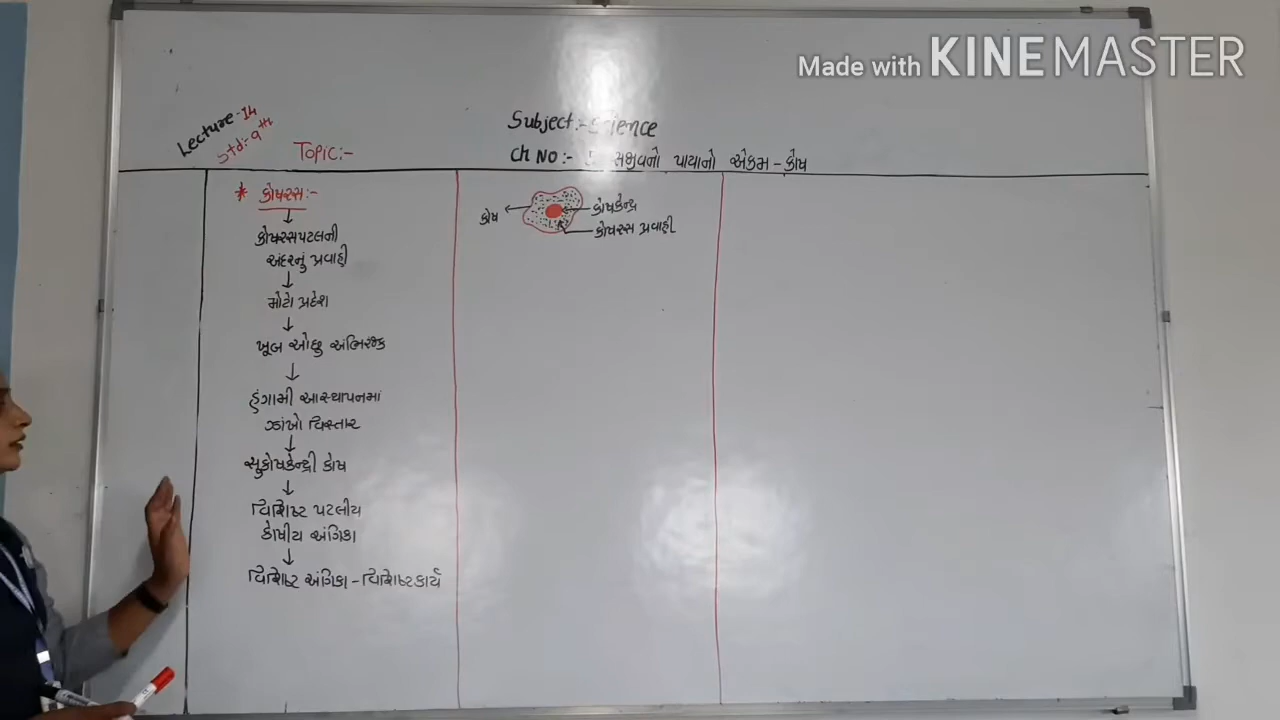 Made with KINEMASTER
Lecture-14
Std:-9th
Topic:-
Subject:-Science
Ch No:- 5 સજીવનો પાયાનો એકમ - કોષ
* કોષરસ:-
↓
કોષરસપટલની
અંદરનું પ્રવાહી
↓
મોટો પ્રદેશ
↓
ખૂબ ઓછુ અભિરંજક
↓
હંગામી આસ્થાપનમાં
ઝાંખો વિસ્તાર
↓
સુકોષકેન્દ્રી કોષ
↓
વિશિષ્ટ પટલીય
કોષીય અંગિકા
↓
વિશિષ્ટ અંગિકા - વિશિષ્ટ કાર્ય
કોષ
કોષકેન્દ્ર
કોષરસ પ્રવાહી